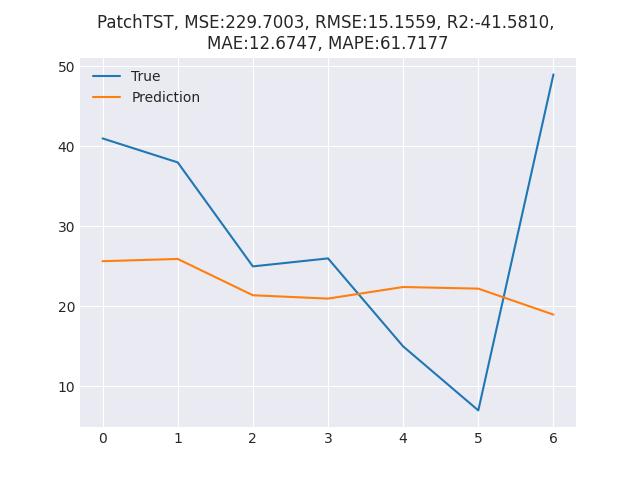 PatchTST, MSE:229.7003, RMSE:15.1559, R2:-41.5810,
MAE:12.6747, MAPE:61.7177
True
Prediction
50
40
30
20
10
0 1 2 3 4 5 6